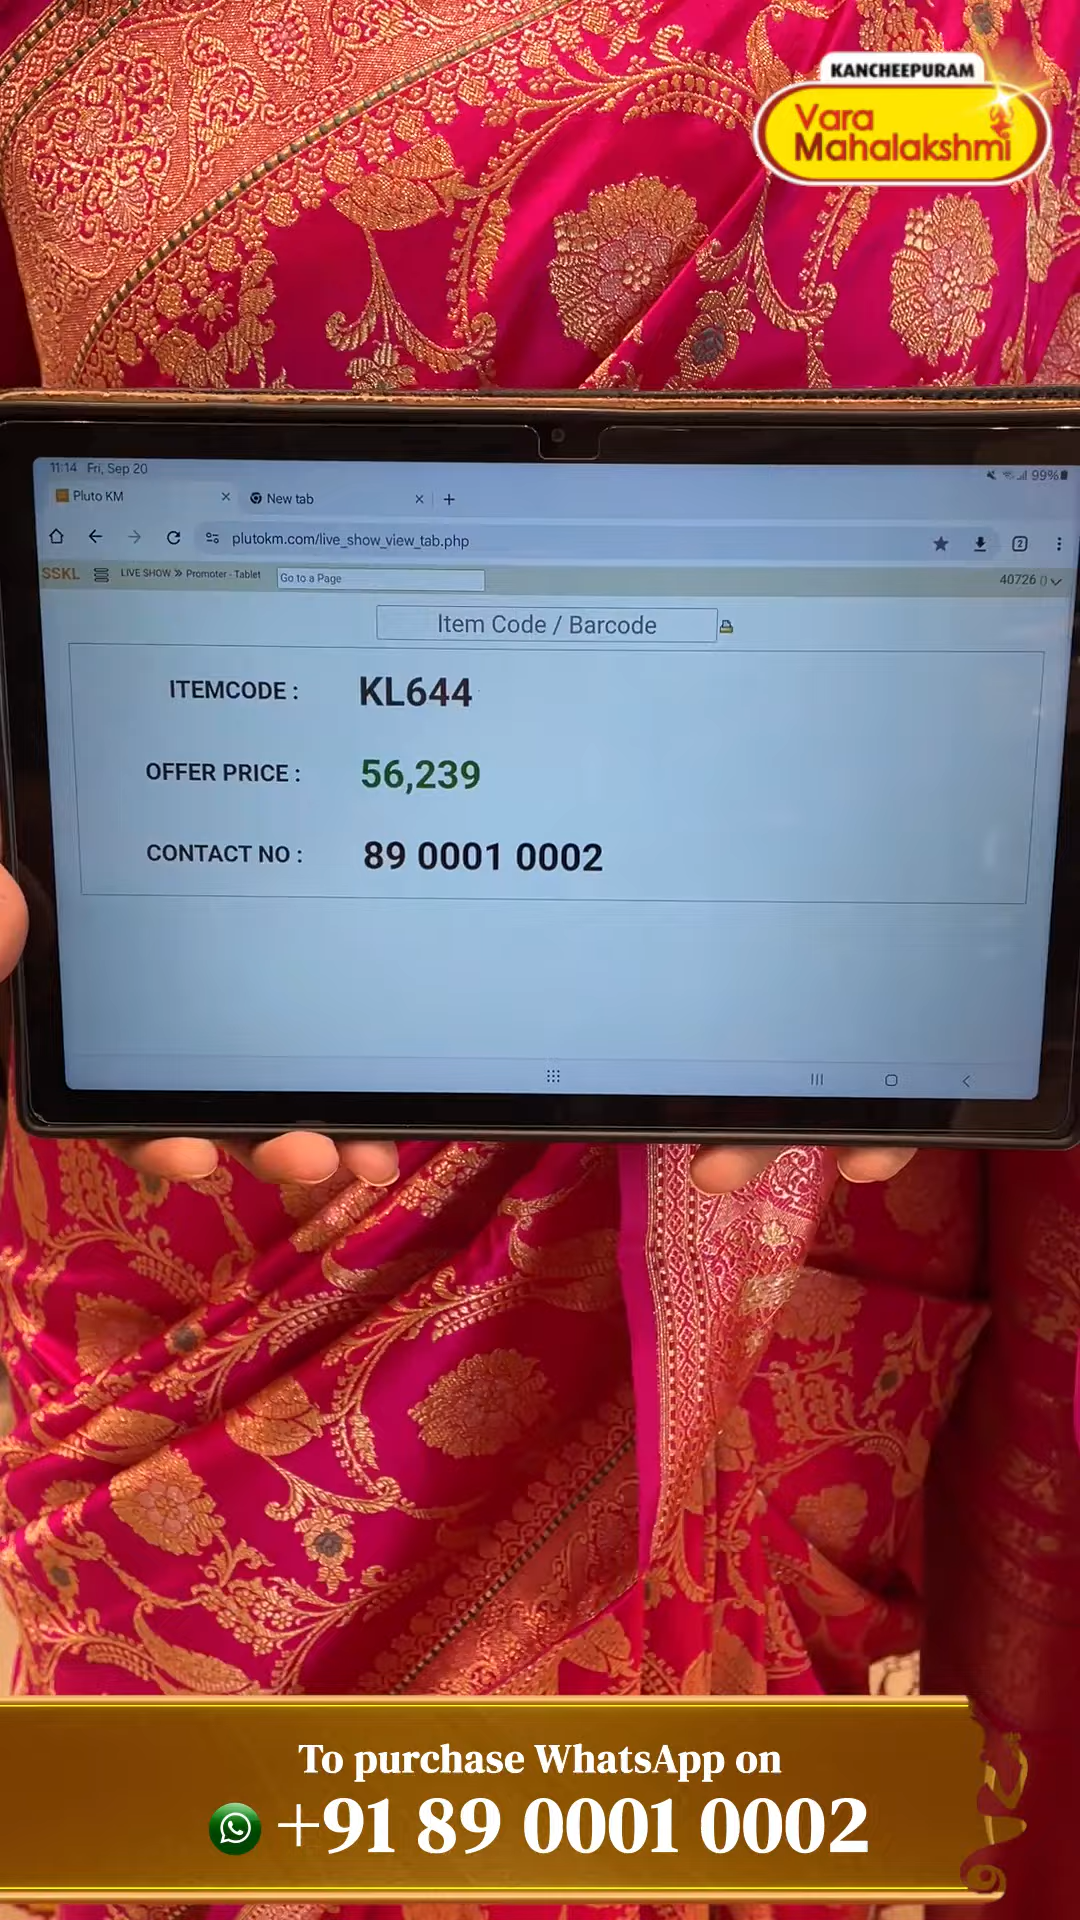 KANCHEEPURAM
Vara
Mahalakshmi
11:14 Fri, Sep 20
99%
Pluto KM
New tab
plutokm.com/live_show_view_tab.php
2
SSKL
LIVE SHOW >> Promoter - Tablet
Go to a Page
40726 ()
Item Code / Barcode
ITEMCODE : KL644
OFFER PRICE : 56,239
CONTACT NO : 89 0001 0002
To purchase WhatsApp on
+91 89 0001 0002